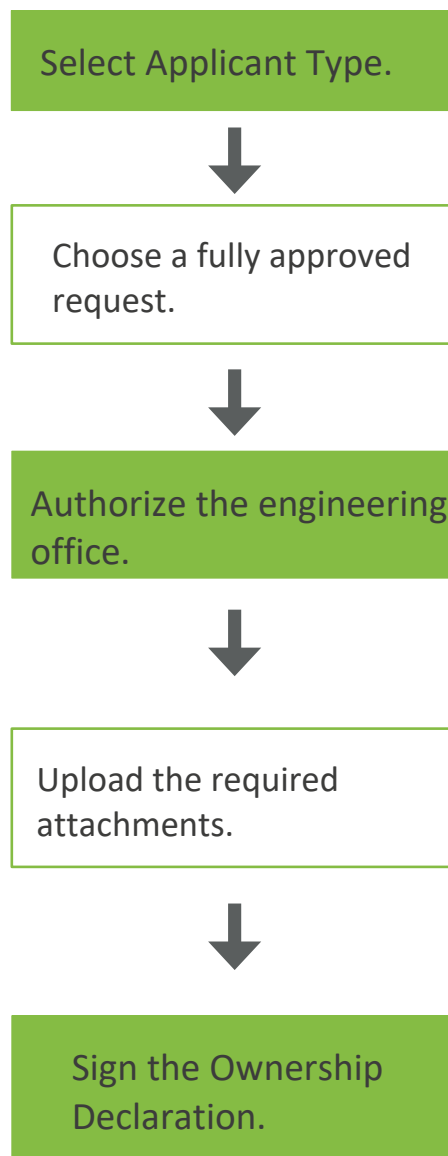 Select Applicant Type.
Choose a fully approved
request.
Authorize the engineering
office.
Upload the required
attachments.
Sign the Ownership
Declaration.